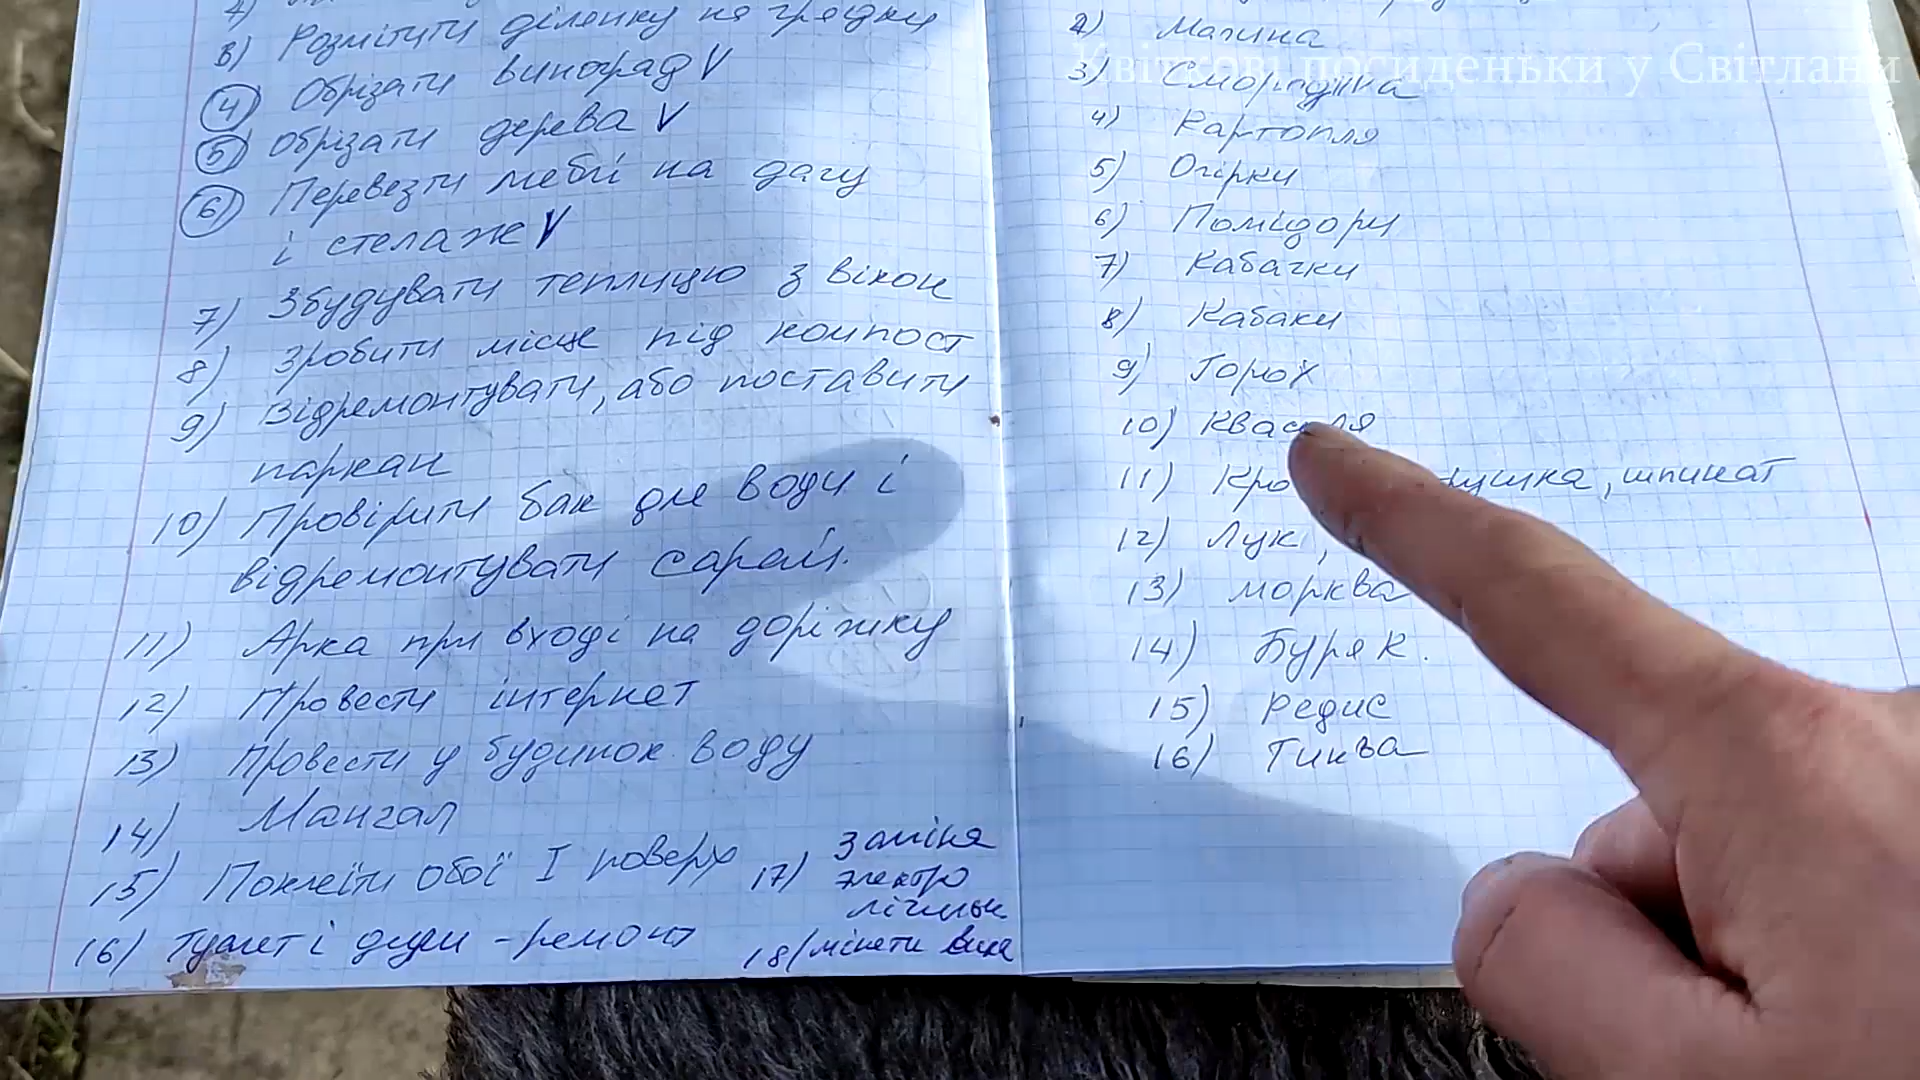 в) Розмітити ділянку на грядки
4) Обрізати виноград V
5) Обрізати дерева V
6) Перевезти меблі на дачу
і стелажеV
7) Збудувати теплицю з вікон
8) Зробити місце під компост
9) Відремонтувати, або поставити
паркан
10) Провірити бак для води і
відремонтувати сарай.
11) Арка при вході на доріжку
12) Провести інтернет
13) Провести у будинок воду
14) Мангал
15) Поклеїти обої I поверх
16) Туалет і душ - ремонт
17) заміна
электро
лічильн
18) міняти вікна
2) Малина
3) Смородина
4) Картопля
5) Огірки
6) Помідори
7) Кабачки
8) Кабаки
9) Горох
10) Квасоля
11) Кро шпинат
12) Лук,
13) морква
14) Буряк.
15) Редис
16) Тиква
Квіткові посиденьки у Світлани